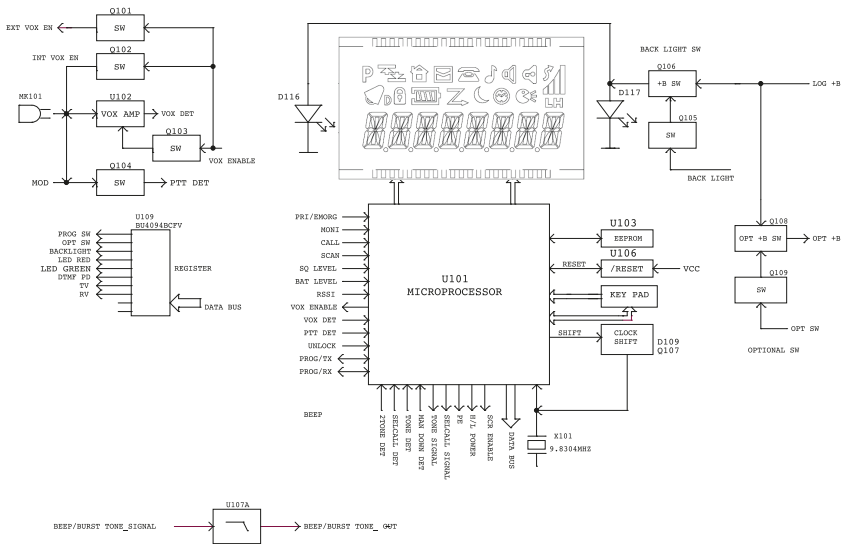 Q101
EXT VOX EN
SW
Q102
INT VOX EN
SW
MK101
U102
VOX AMP
VOX DET
Q103
SW
VOX ENABLE
Q104
MOD
SW
PTT DET
D116
P
D
LH
BACK LIGHT SW
Q106
+B SW
LOG +B
D117
Q105
SW
BACK LIGHT
Q108
OPT +B SW
OPT +B
Q109
SW
OPT SW
OPTIONAL SW
U109
BU4094BCFV
PROG SW
OPT SW
BACKLIGHT
LED RED
LED GREEN
DTMF PD
TV
RV
REGISTER
DATA BUS
PRI/EMORG
MONI
CALL
SCAN
SQ LEVEL
BAT LEVEL
RSSI
VOX ENABLE
VOX DET
PTT DET
UNLOCK
PROG/TX
PROG/RX
BEEP
U101
MICROPROCESSOR
U103
EEPROM
U106
RESET
/RESET
VCC
KEY PAD
SHIFT
CLOCK
SHIFT
D109
Q107
2TONE DET
SELCALL DET
TONE DET
MAN DOWN DET
TONE SIGNAL
SELCALL SIGNAL
PE
H/L POWER
SCR ENABLE
DATA BUS
X101
9.8304MHZ
U107A
BEEP/BURST TONE_SIGNAL
BEEP/BURST TONE_ OUT